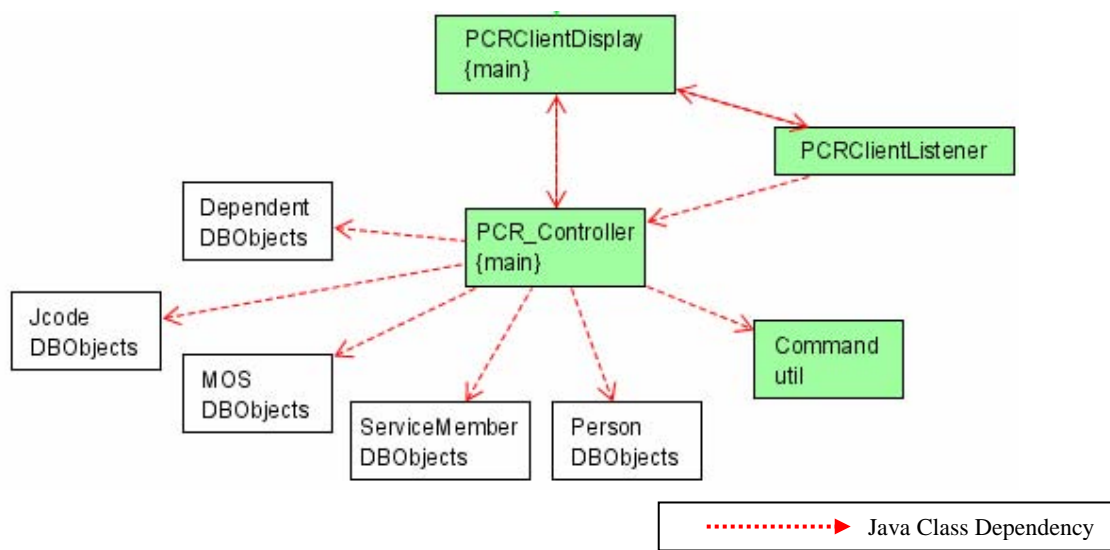 PCRClientDisplay
{main}
PCRClientListener
Dependent
DBObjects
PCR_Controller
{main}
Jcode
DBObjects
MOS
DBObjects
Command
util
ServiceMember
DBObjects
Person
DBObjects
Java Class Dependency